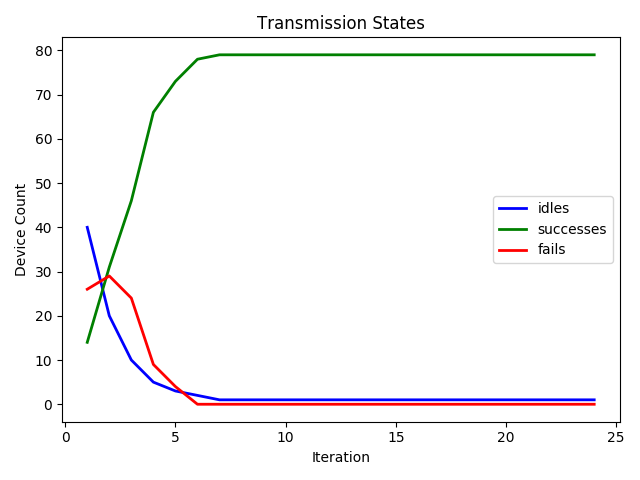 Transmission States
Device Count
80
70
60
50
40
30
20
10
0
idles
successes
fails
0 5 10 15 20 25
Iteration